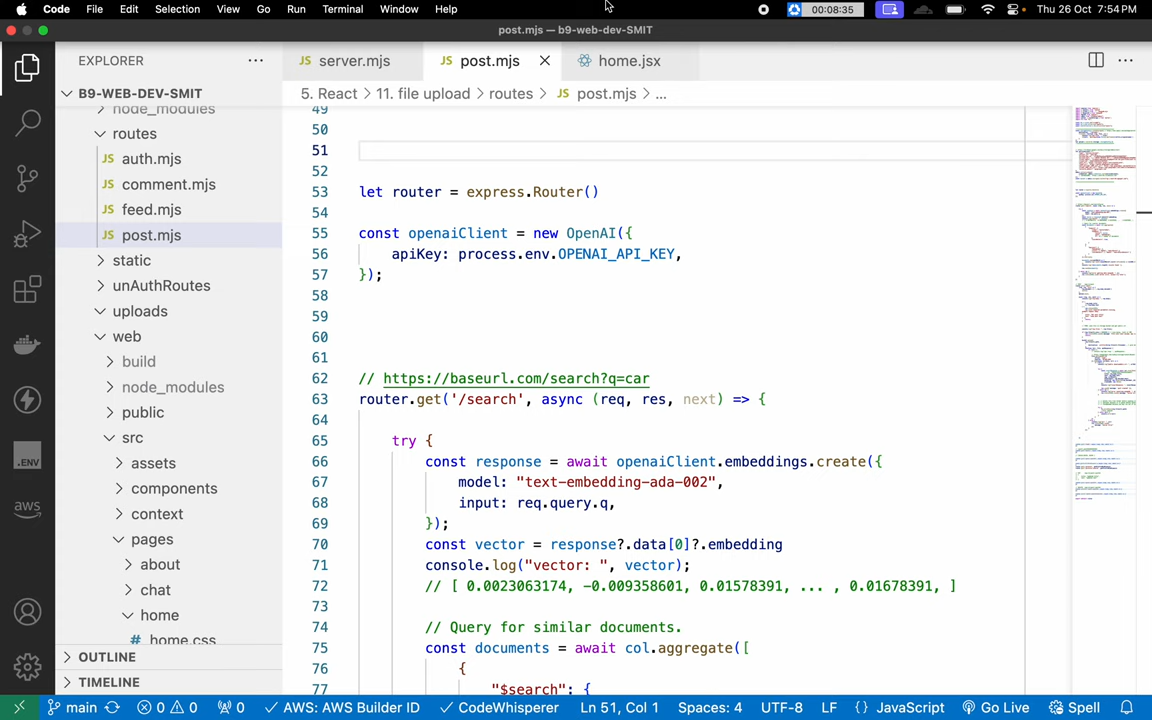 Code File Edit Selection View Go Run Terminal Window Help 00:08:35 Thu 26 Oct 7:54 PM
post.mjs — b9-web-dev-SMIT
EXPLORER ...
JS server.mjs JS post.mjs × home.jsx ...
B9-WEB-DEV-SMIT
5. React > 11. file upload > routes > JS post.mjs > ...
node_modules
routes
JS auth.mjs
JS comment.mjs
JS feed.mjs
JS post.mjs
static
unAuthRoutes
uploads
web
build
node_modules
public
src
assets
components
context
pages
about
chat
home
# home.css
OUTLINE
TIMELINE
.ENV
aws
49
50
51
52
53 let router = express.Router()
54
55 const openaiClient = new OpenAI({
56 apiKey: process.env.OPENAI_API_KEY,
57 });
58
59
60
61
62 // https://baseurl.com/search?q=car
63 router.get('/search', async (req, res, next) => {
64
65 try {
66 const response = await openaiClient.embeddings.create({
67 model: "text-embedding-ada-002",
68 input: req.query.q,
69 });
70 const vector = response?.data[0]?.embedding
71 console.log("vector: ", vector);
72 // [ 0.0023063174, -0.009358601, 0.01578391, ... , 0.01678391, ]
73
74 // Query for similar documents.
75 const documents = await col.aggregate([
76 {
77 "$search": {
main 0 0 0 AWS: AWS Builder ID CodeWhisperer Ln 51, Col 1 Spaces: 4 UTF-8 LF {} JavaScript Go Live Spell